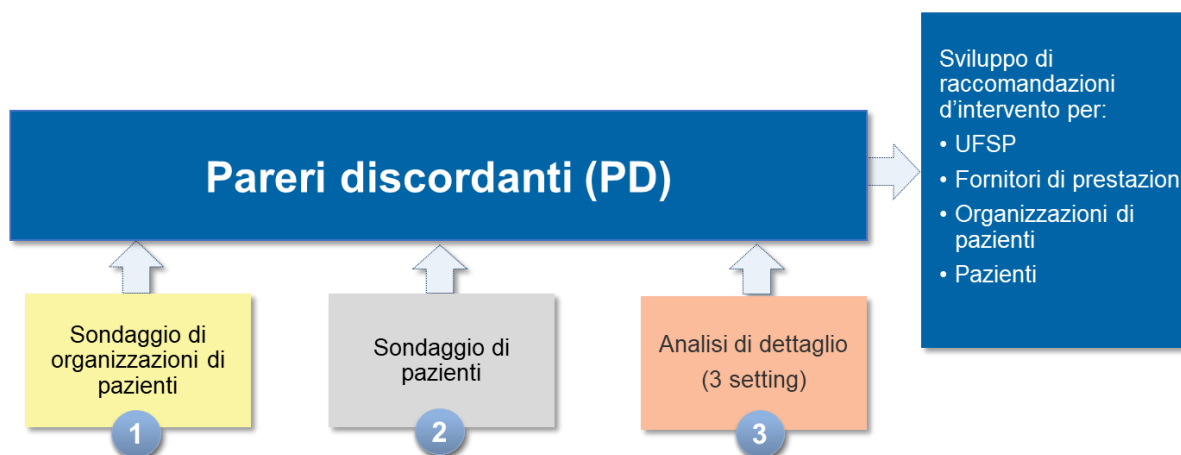 Sviluppo di
raccomandazioni
d'intervento per:
• UFSP
• Fornitori di prestazion
• Organizzazioni di
pazienti
• Pazienti
Pareri discordanti (PD)
Sondaggio di
organizzazioni di
pazienti
1
Sondaggio di
pazienti
2
Analisi di dettaglio
(3 setting)
3